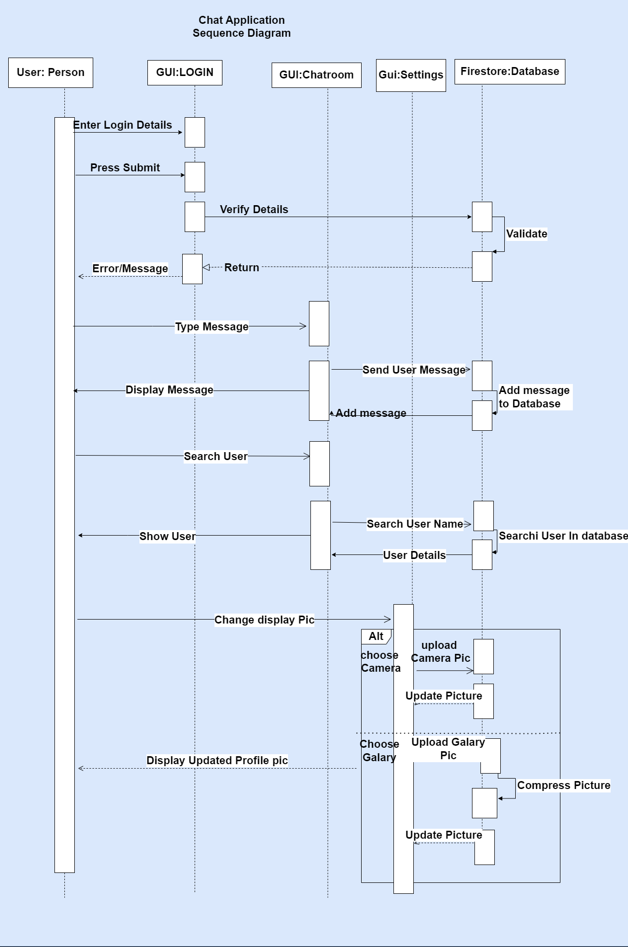 Chat Application
Sequence Diagram
User: Person
GUI:LOGIN
GUI:Chatroom
Gui:Settings
Firestore:Database
Enter Login Details
Press Submit
Verify Details
Validate
Error/Message
Return
Type Message
Send User Message
Display Message
Add message
to Database
Add message
Search User
Search User Name
Searchi User In database
Show User
User Details
Change display Pic
Alt
choose
Camera
upload
Camera Pic
Update Picture
Choose
Galary
Upload Galary
Pic
Display Updated Profile pic
Compress Picture
Update Picture